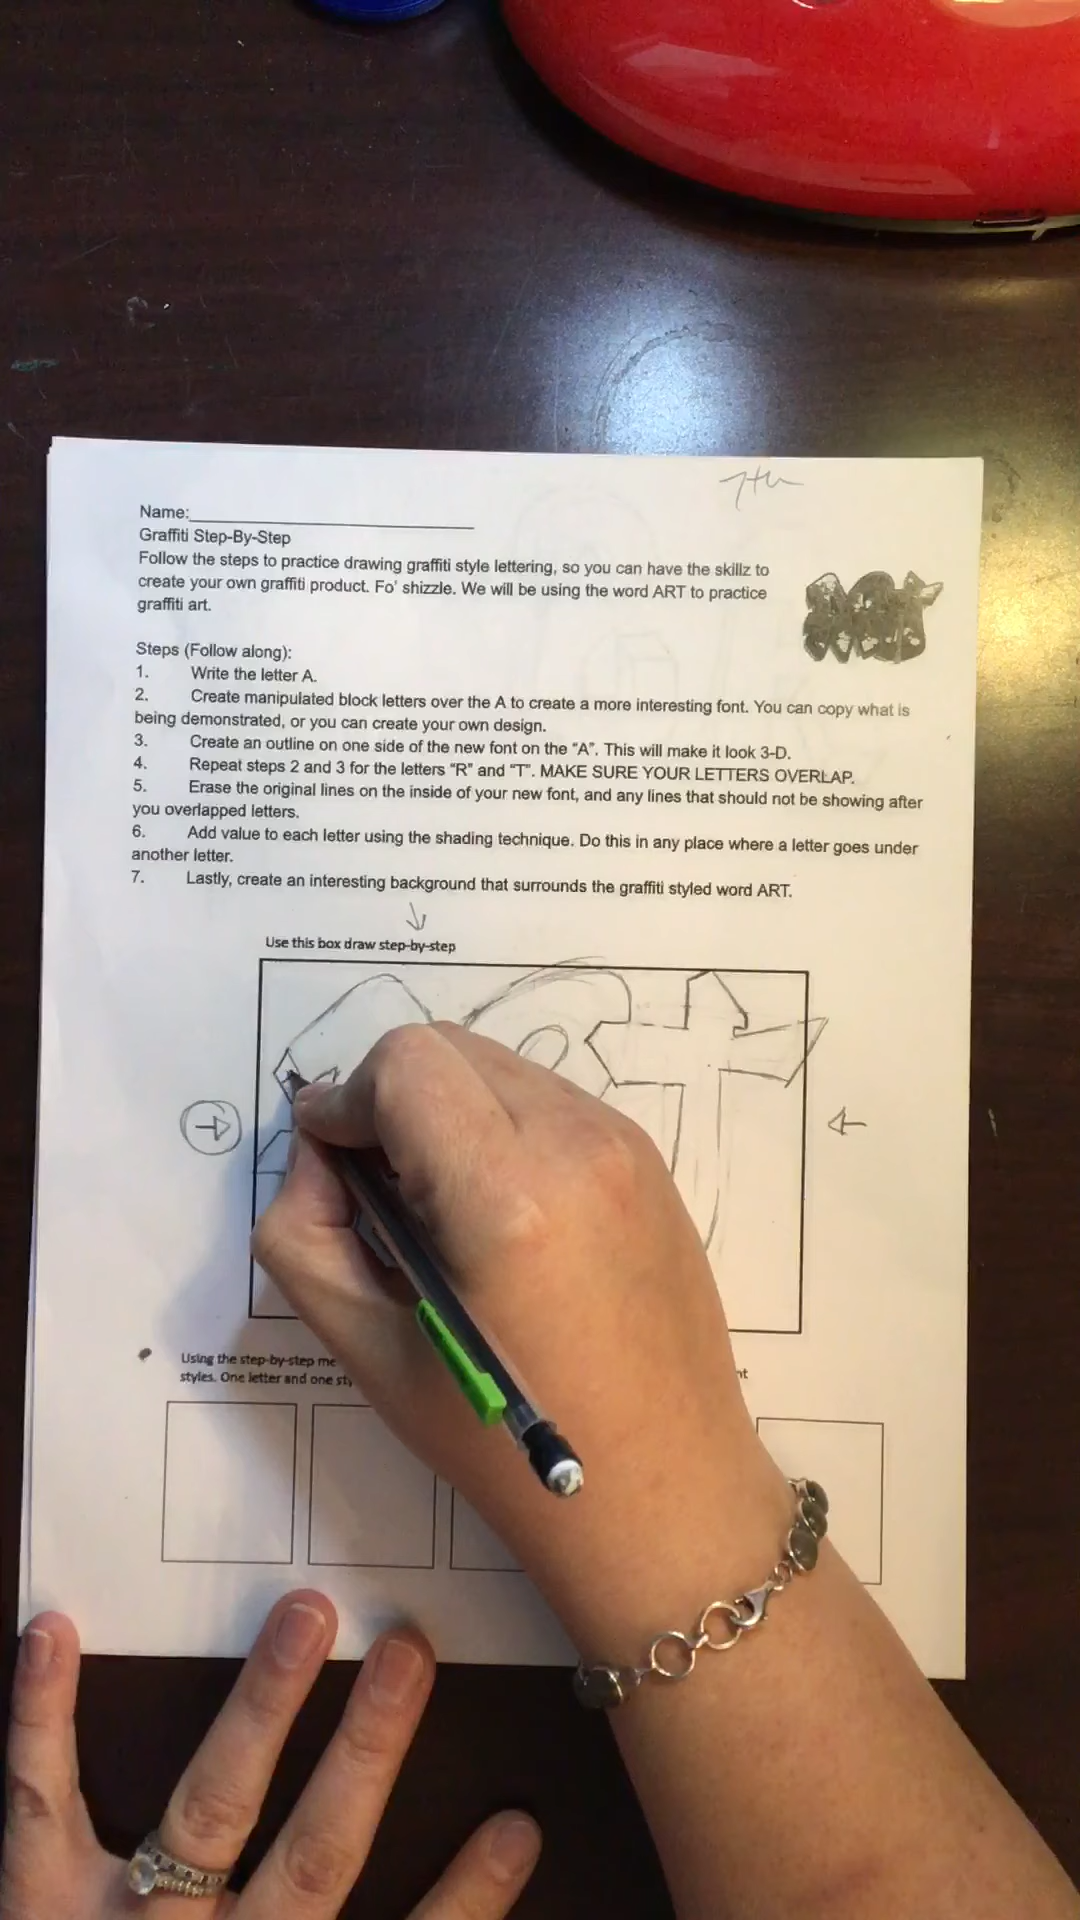 7th
Name:
Graffiti Step-By-Step
Follow the steps to practice drawing graffiti style lettering, so you can have the skillz to
create your own graffiti product. Fo' shizzle. We will be using the word ART to practice
graffiti art.
Steps (Follow along):
1. Write the letter A.
2. Create manipulated block letters over the A to create a more interesting font. You can copy what is
being demonstrated, or you can create your own design.
3. Create an outline on one side of the new font on the "A". This will make it look 3-D.
4. Repeat steps 2 and 3 for the letters "R" and "T". MAKE SURE YOUR LETTERS OVERLAP.
5. Erase the original lines on the inside of your new font, and any lines that should not be showing after
you overlapped letters.
6. Add value to each letter using the shading technique. Do this in any place where a letter goes under
another letter.
7. Lastly, create an interesting background that surrounds the graffiti styled word ART.
Use this box draw step-by-step
Using the step-by-step
styles. One letter and one